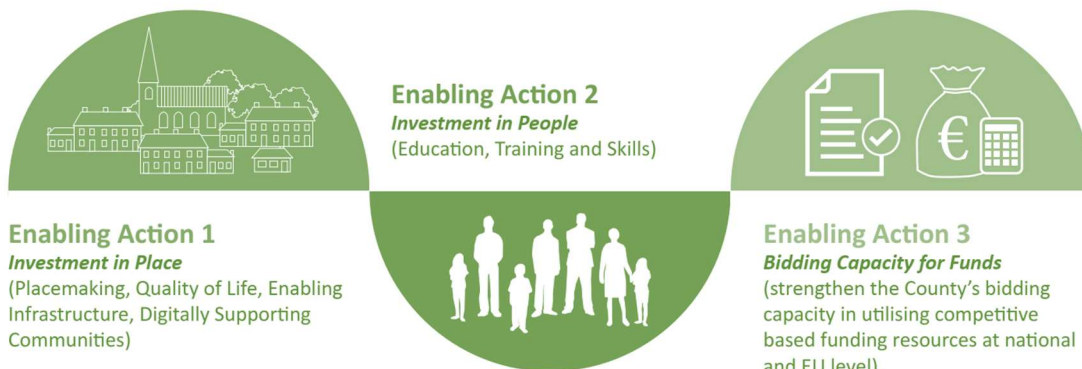 Enabling Action 1
Investment in Place
(Placemaking, Quality of Life, Enabling
Infrastructure, Digitally Supporting
Communities)
Enabling Action 2
Investment in People
(Education, Training and Skills)
€
Enabling Action 3
Bidding Capacity for Funds
(strengthen the County's bidding
capacity in utilising competitive
based funding resources at national
and EU level)